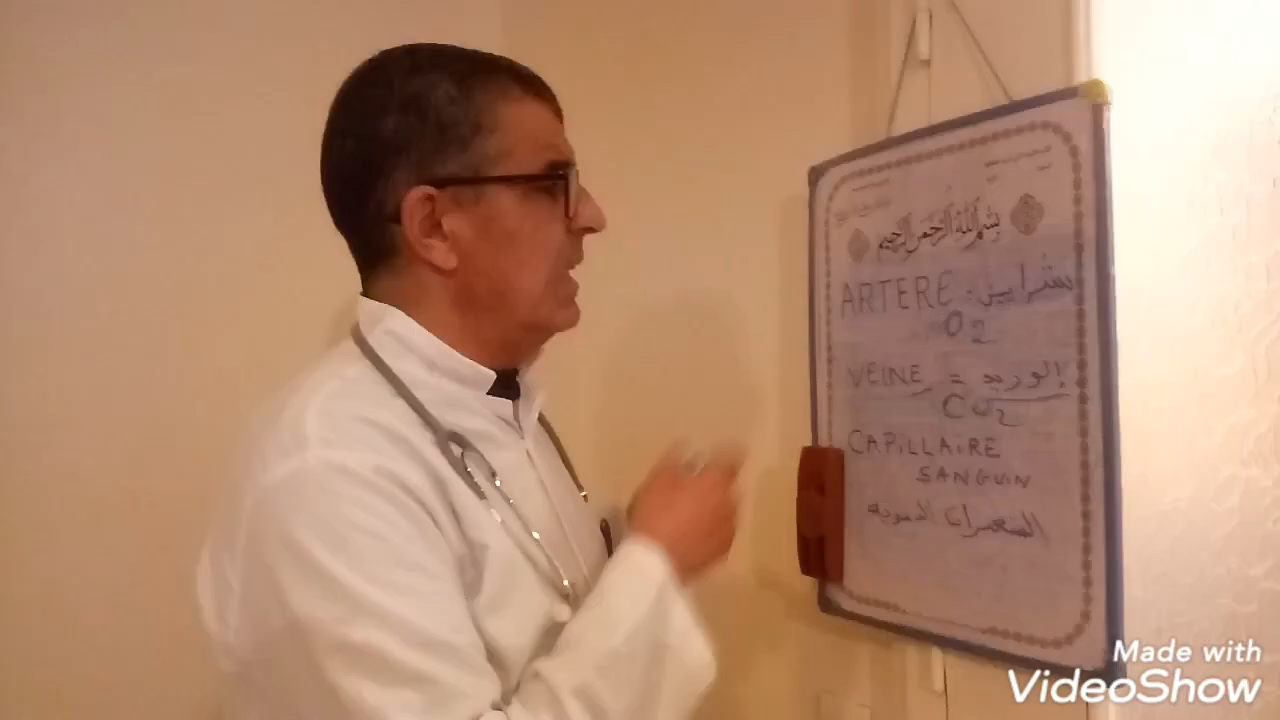 بسم الله الرحمن الرحيم
ARTERE : شرايين
O2
VEINE = الوريد
CO2
CAPILLAIRE
SANGUIN
الشعيرات الدموية
Made with
VideoShow